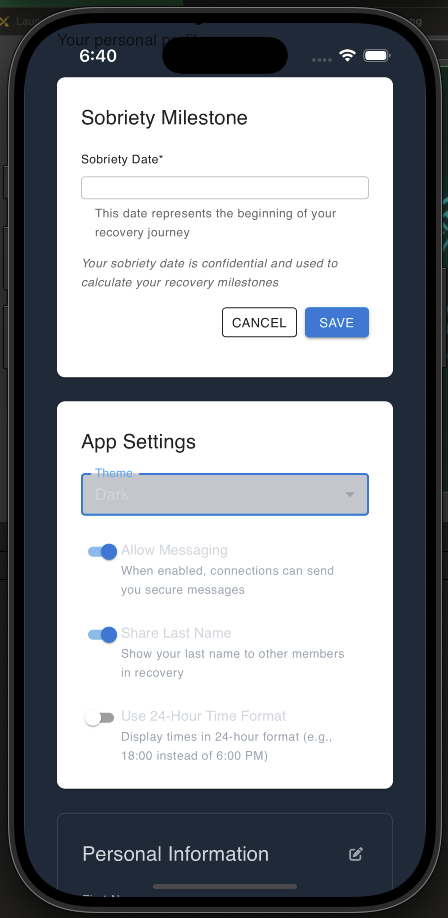 Your personal profil
6:40
Sobriety Milestone
Sobriety Date*
This date represents the beginning of your
recovery journey
Your sobriety date is confidential and used to
calculate your recovery milestones
CANCEL
SAVE
App Settings
Theme
Dark
Allow Messaging
When enabled, connections can send
you secure messages
Share Last Name
Show your last name to other members
in recovery
Use 24-Hour Time Format
Display times in 24-hour format (e.g.,
18:00 instead of 6:00 PM)
Personal Information